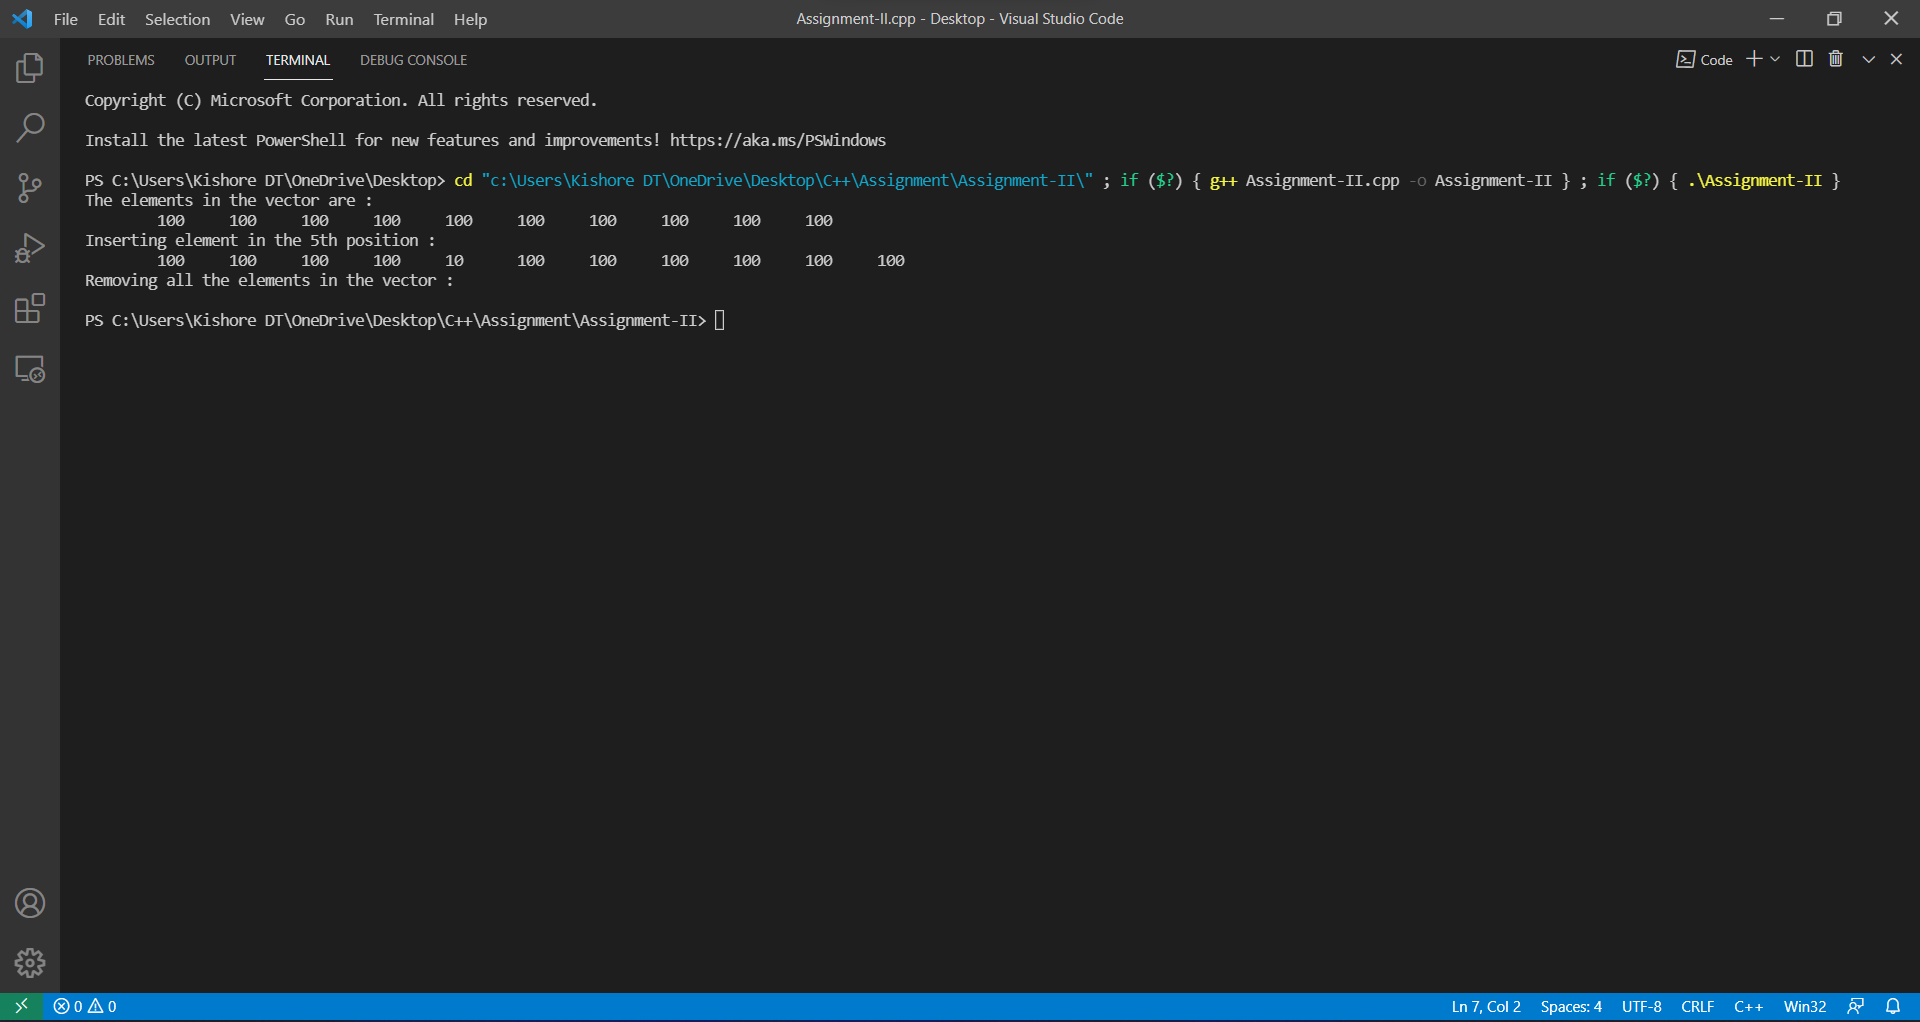 File Edit Selection View Go Run Terminal Help Assignment-II.cpp - Desktop - Visual Studio Code
PROBLEMS OUTPUT TERMINAL DEBUG CONSOLE Code
Copyright (C) Microsoft Corporation. All rights reserved.
Install the latest PowerShell for new features and improvements! https://aka.ms/PSWindows
PS C:\Users\Kishore DT\OneDrive\Desktop> cd "c:\Users\Kishore DT\OneDrive\Desktop\C++\Assignment\Assignment-II\" ; if ($?) { g++ Assignment-II.cpp -o Assignment-II } ; if ($?) { .\Assignment-II }
The elements in the vector are :
100 100 100 100 100 100 100 100 100 100
Inserting element in the 5th position :
100 100 100 100 10 100 100 100 100 100 100
Removing all the elements in the vector :
PS C:\Users\Kishore DT\OneDrive\Desktop\C++\Assignment\Assignment-II>
0 0 Ln 7, Col 2 Spaces: 4 UTF-8 CRLF C++ Win32